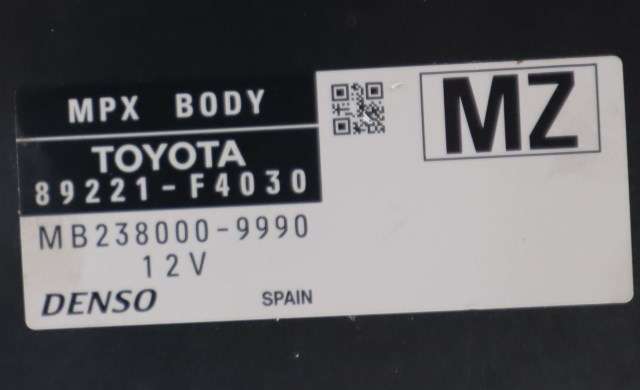 MPX BODY
MZ
TOYOTA
89221-F4030
MB238000-9990
12V
DENSO SPAIN